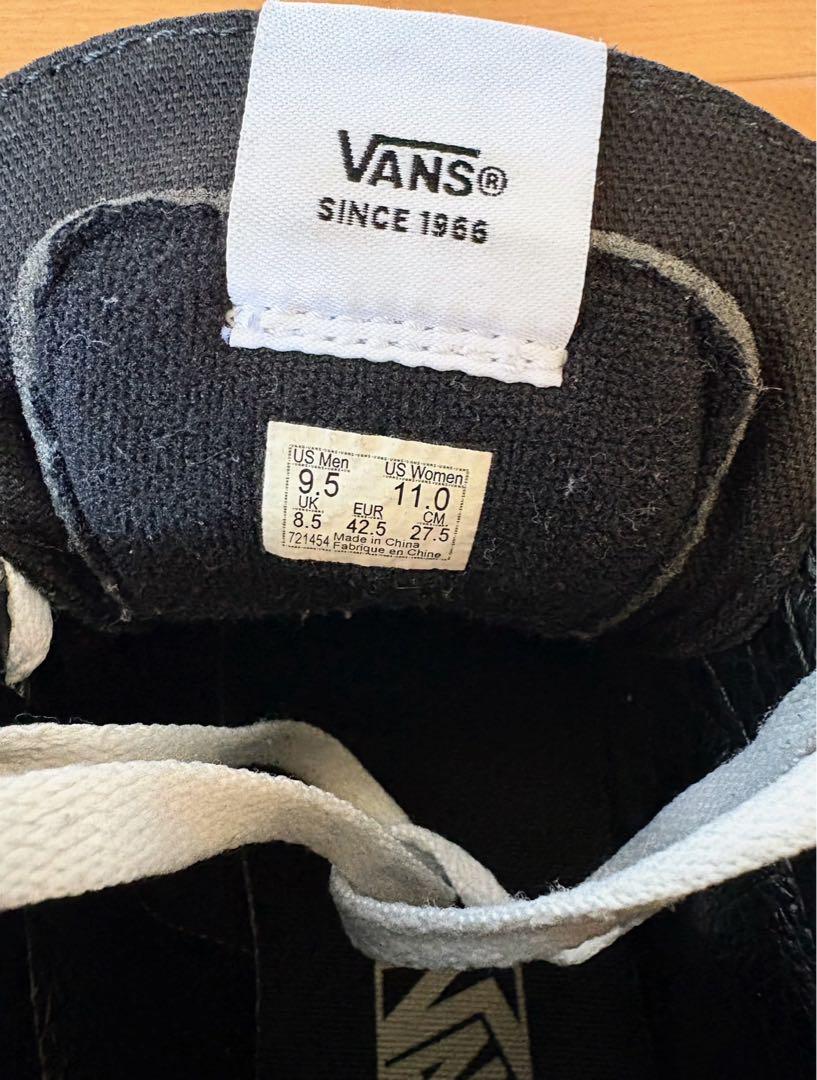 VANS®
SINCE 1966
US Men US Women
9.5 11.0
UK EUR CM
8.5 42.5 27.5
721454 Made in China
Fabrique en Chine